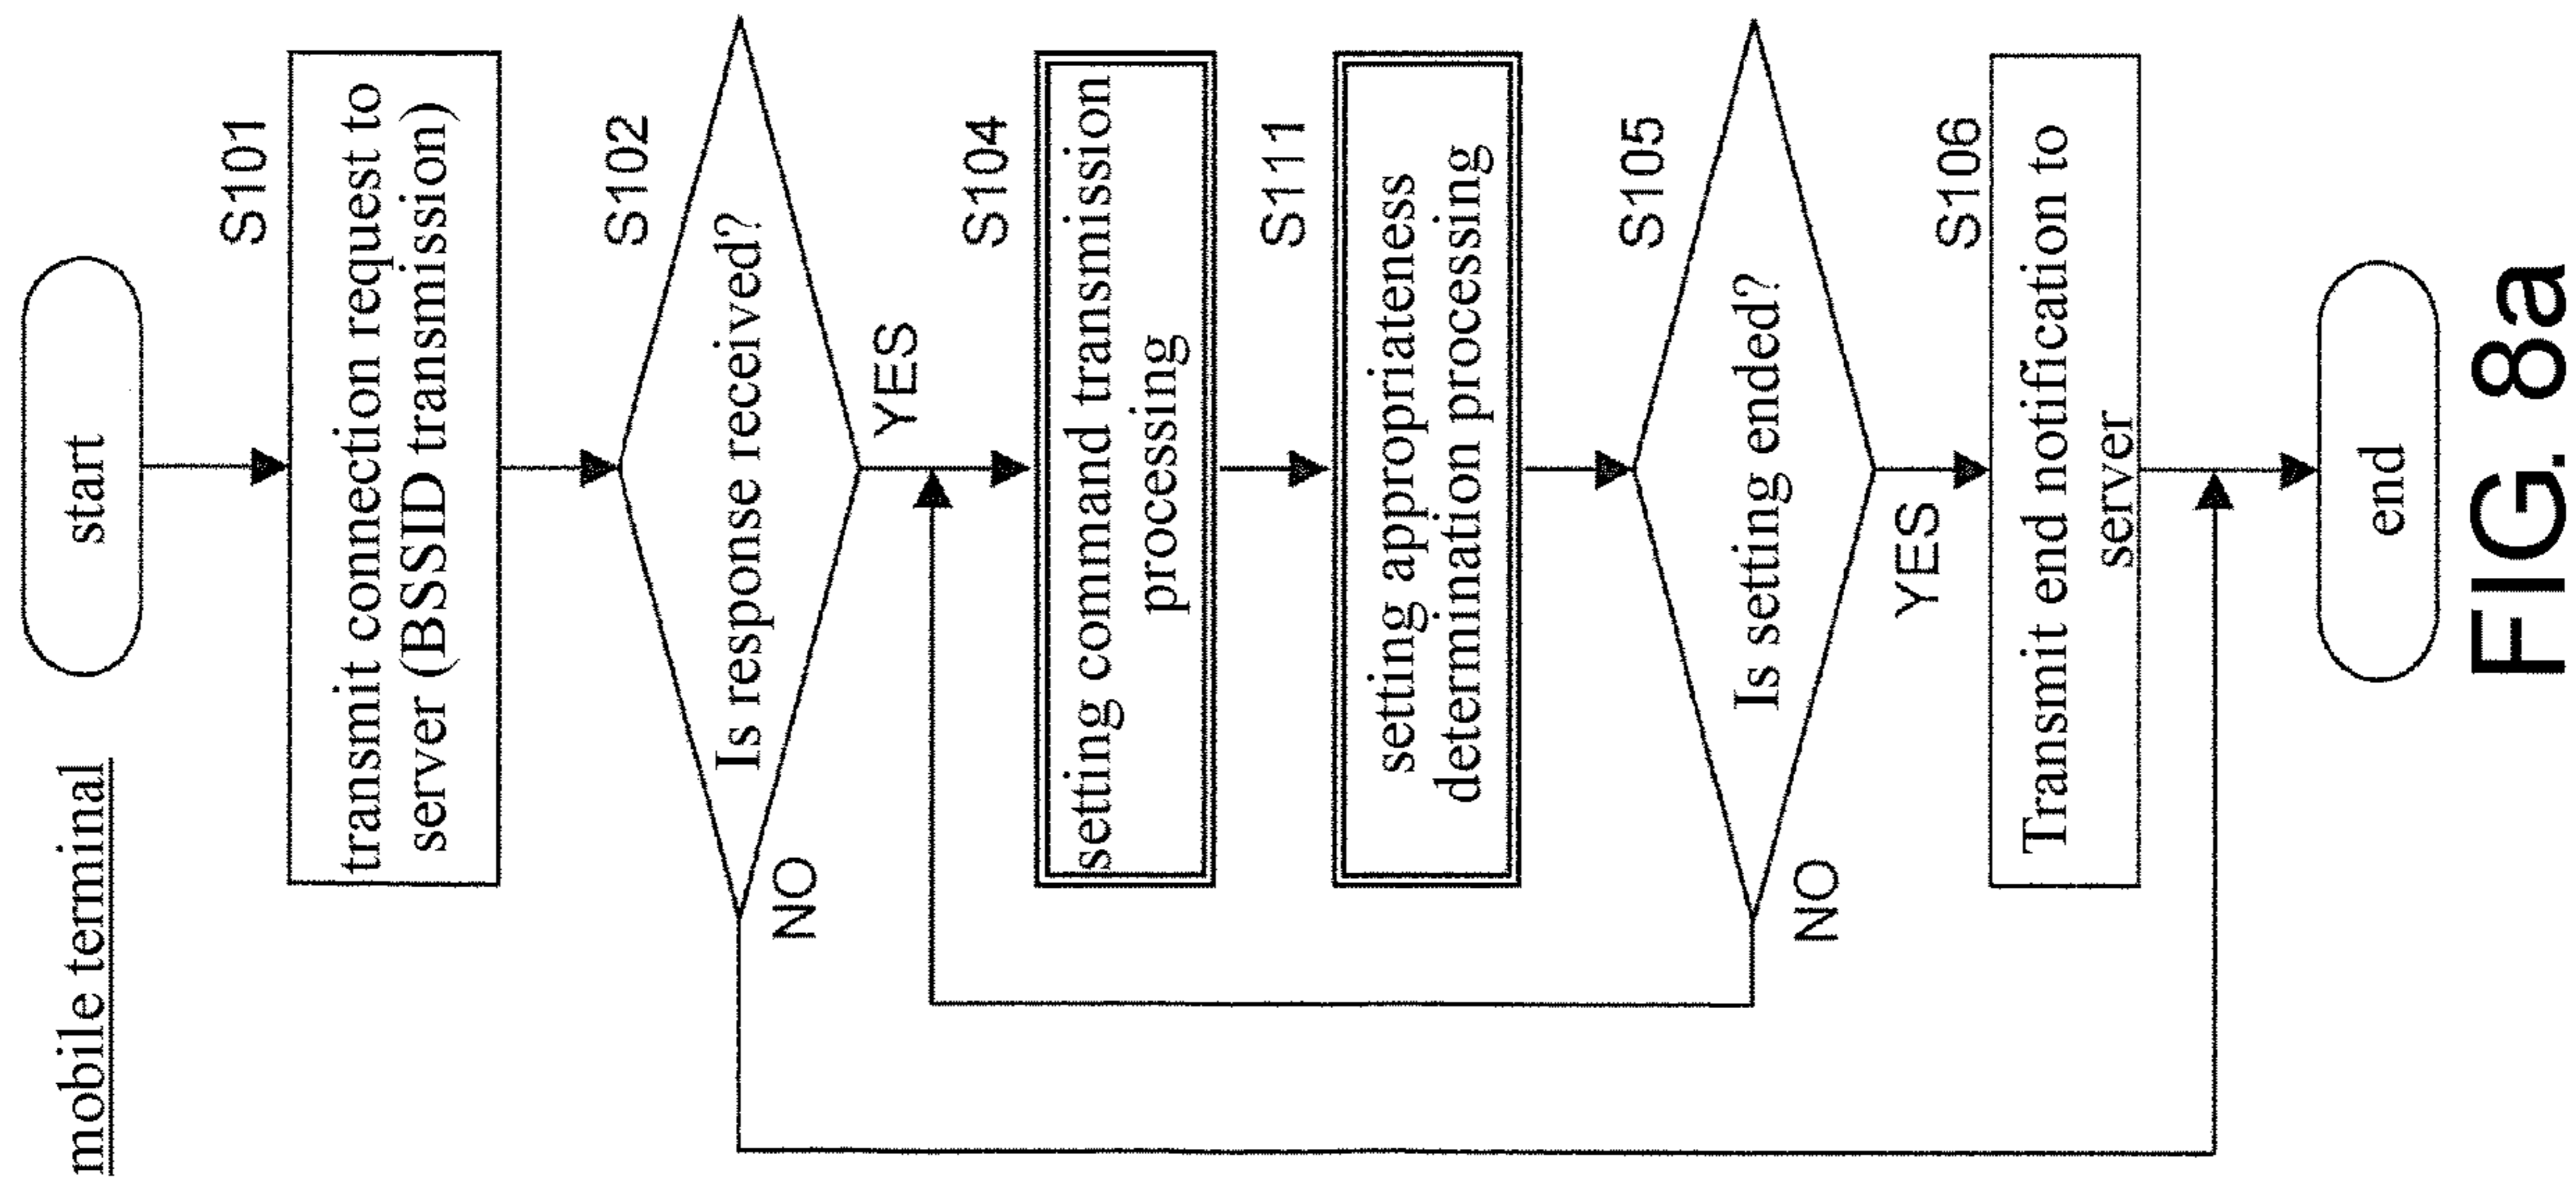 mobile terminal
start
S101
transmit connection request to
server (BSSID transmission)
S102
Is response received?
YES
NO
S104
setting command transmission
processing
S111
setting appropriateness
determination processing
S105
Is setting ended?
NO
YES
S106
Transmit end notification to
server
end
FIG. 8a